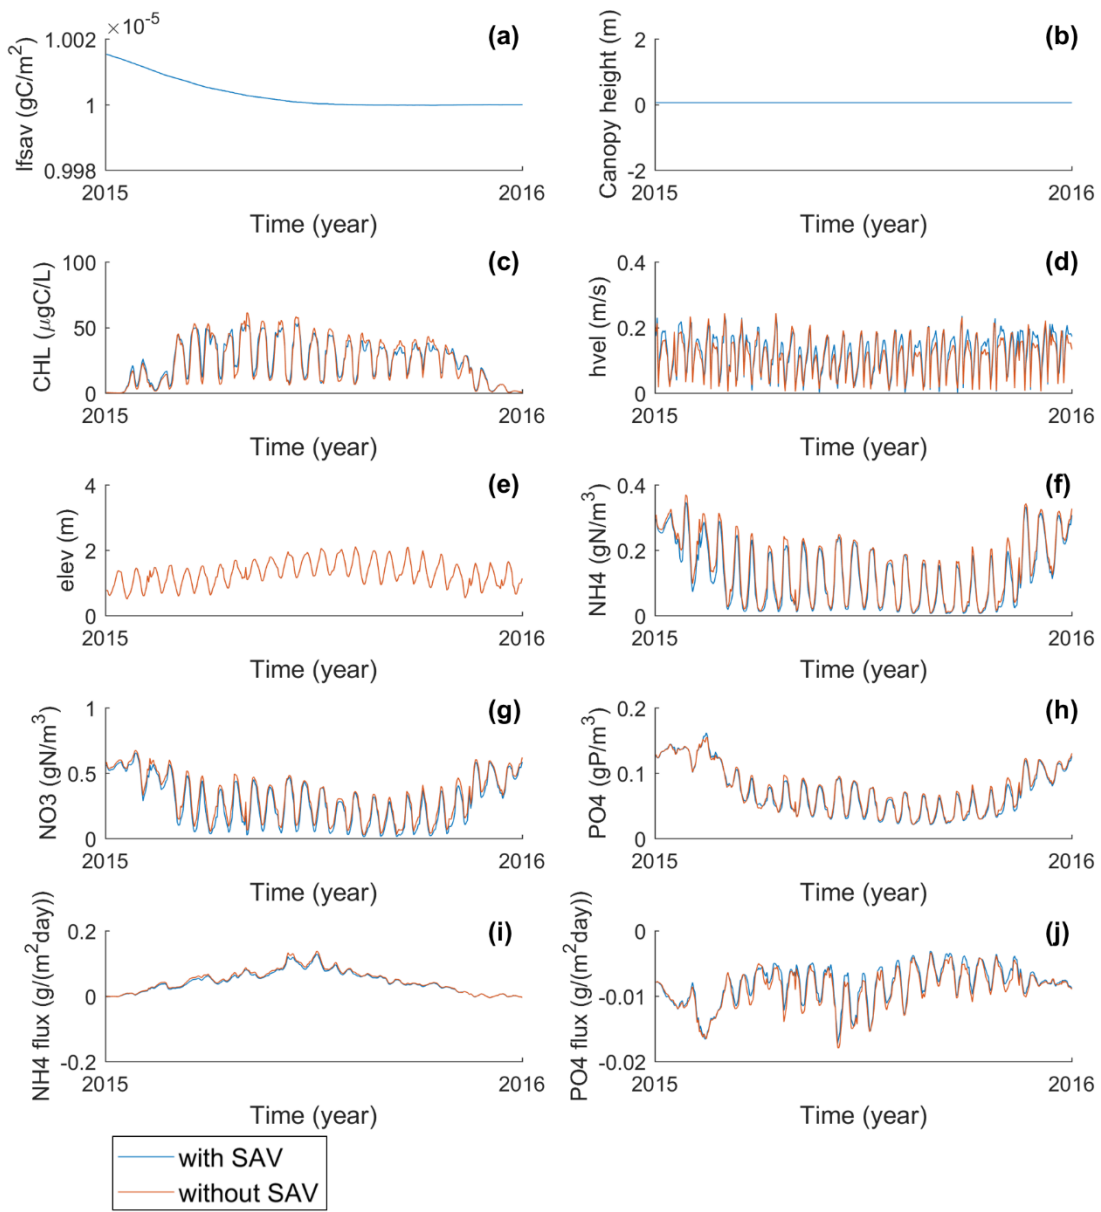 ×10⁻⁵
(a)
1.002
1
0.998
lfsav (gC/m²)
2015
2016
Time (year)
(b)
2
0
-2
Canopy height (m)
2015
2016
Time (year)
(c)
100
50
0
CHL (μgC/L)
2015
2016
Time (year)
(d)
0.4
0.2
0
hvel (m/s)
2015
2016
Time (year)
(e)
4
2
0
elev (m)
2015
2016
Time (year)
(f)
0.4
0.2
0
NH4 (gN/m³)
2015
2016
Time (year)
(g)
1
0.5
0
NO3 (gN/m³)
2015
2016
Time (year)
(h)
0.2
0.1
0
PO4 (gP/m³)
2015
2016
Time (year)
(i)
0.2
0
-0.2
NH4 flux (g/(m²day))
2015
2016
Time (year)
(j)
0
-0.01
-0.02
PO4 flux (g/(m²day))
2015
2016
Time (year)
with SAV
without SAV